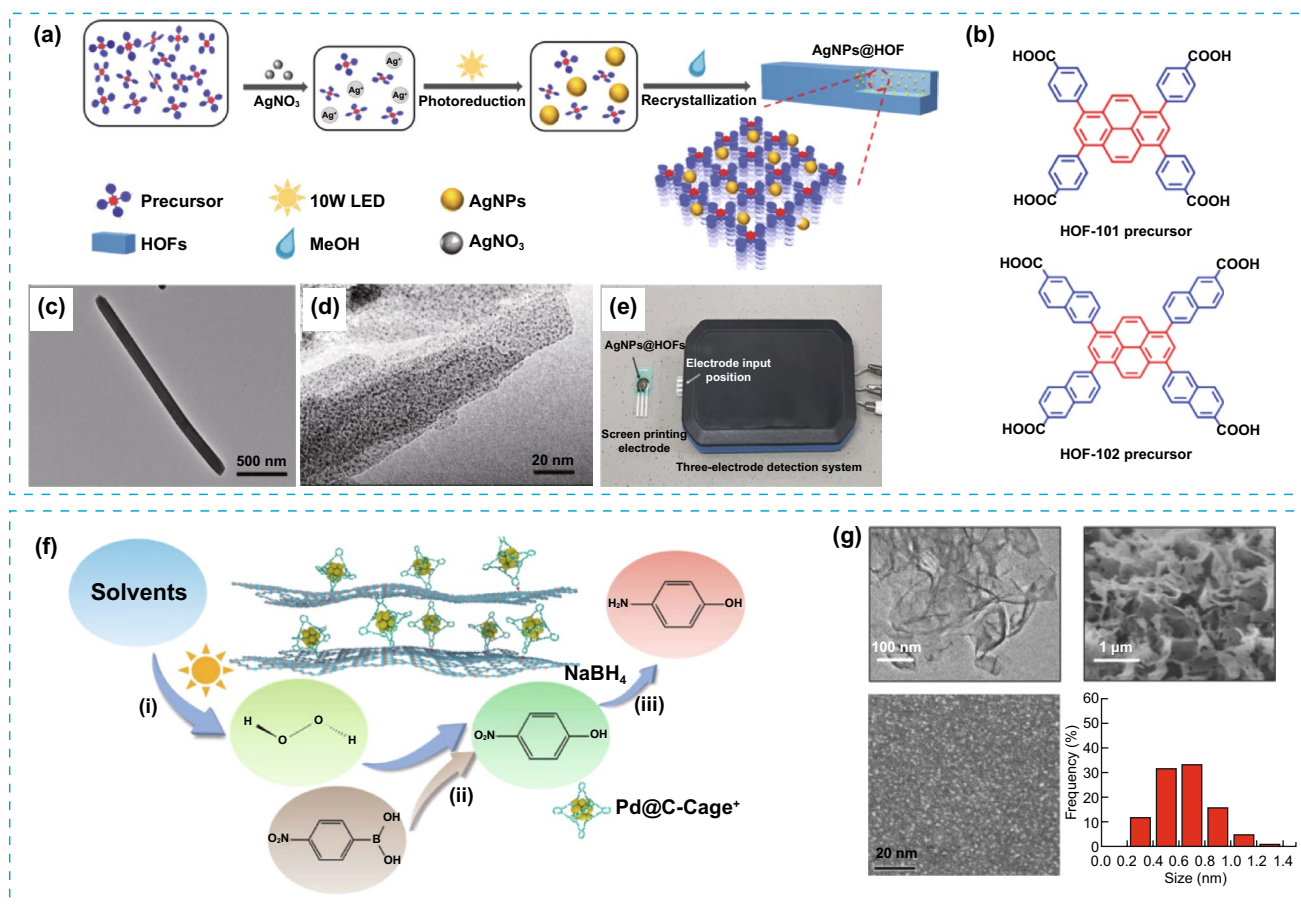 (a)
AgNO3
Ag+
Ag+
Ag+
Ag+
Photoreduction
Recrystallization
AgNPs@HOF
Precursor
10W LED
AgNPs
HOFs
MeOH
AgNO3
(b)
HOOC
COOH
HOOC
COOH
HOF-101 precursor
HOOC
COOH
HOOC
COOH
HOF-102 precursor
(c)
500 nm
(d)
20 nm
(e)
AgNPs@HOFs
Electrode input
position
Screen printing
electrode
Three-electrode detection system
(f)
Solvents
(i)
H
O
O
H
NaBH4
H2N
OH
(iii)
O2N
OH
(ii)
O2N
B
OH
OH
Pd@C-Cage+
(g)
100 nm
1 μm
20 nm
Frequency (%)
60
50
40
30
20
10
0
0.0 0.2 0.4 0.6 0.8 1.0 1.2 1.4
Size (nm)